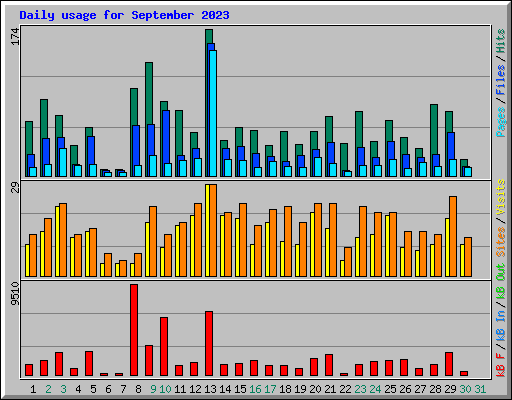 Daily usage for September 2023
174
Pages / Files / Hits
29
Sites / Visits
9510
kB F / kB In / kB Out
1 2 3 4 5 6 7 8 9 10 11 12 13 14 15 16 17 18 19 20 21 22 23 24 25 26 27 28 29 30 31